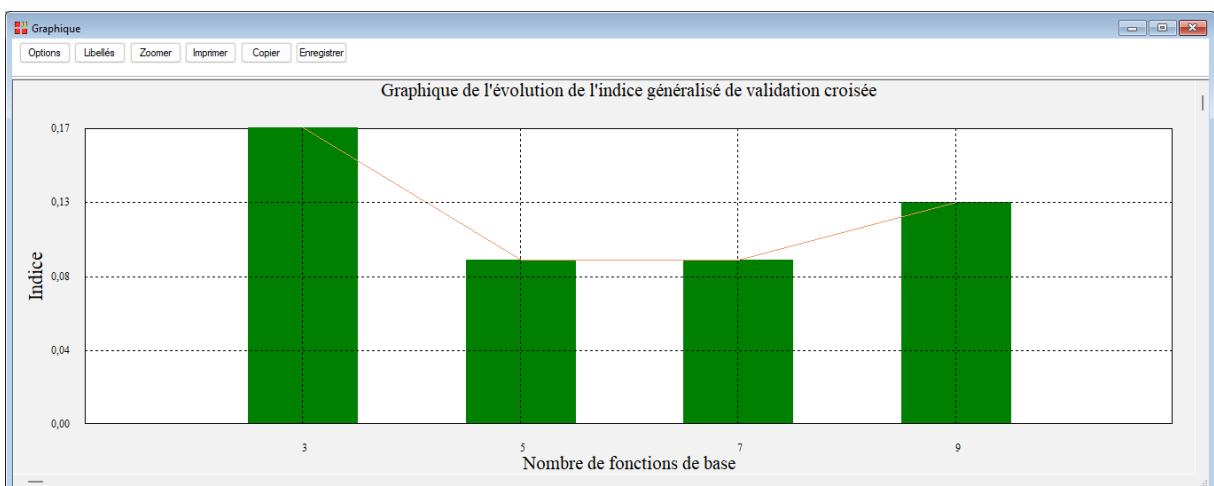 Graphique
Options Libellés Zoomer Imprimer Copier Enregistrer
Graphique de l'évolution de l'indice généralisé de validation croisée
0,17
0,13
0,08
0,04
0,00
Indice
3 5 7 9
Nombre de fonctions de base